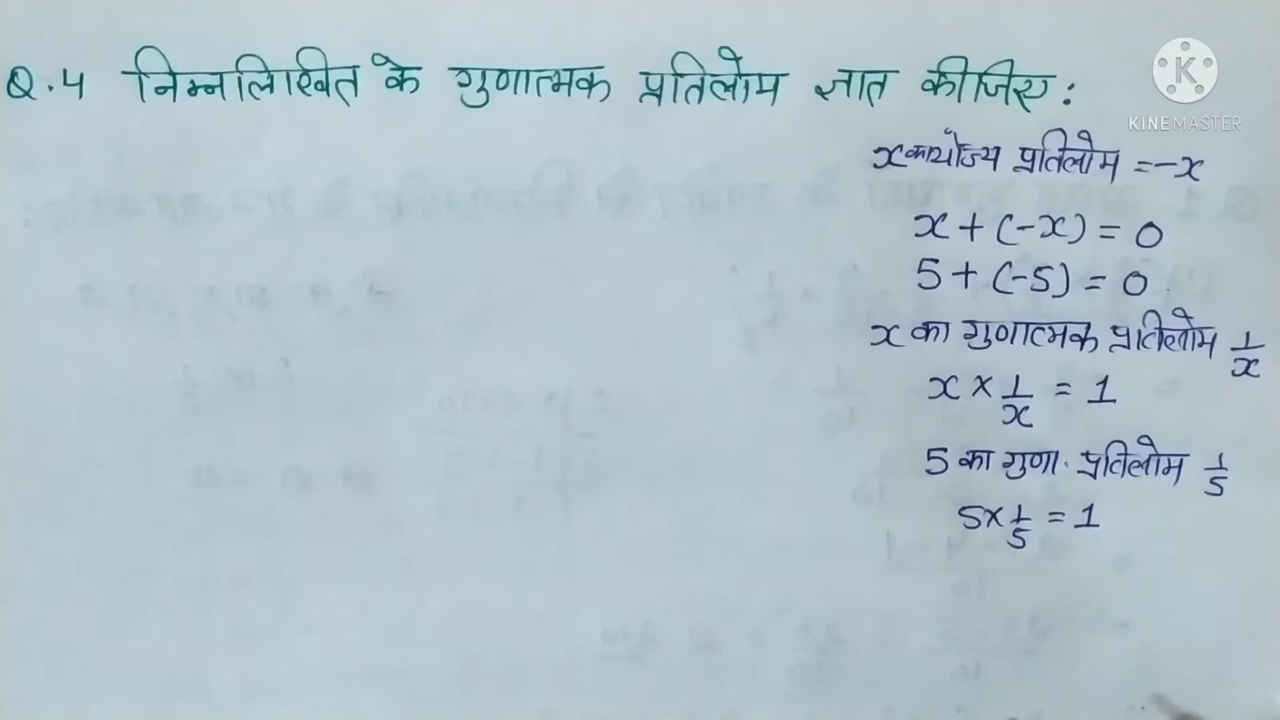 Q.4 निम्नलिखित के गुणात्मक प्रतिलोम ज्ञात कीजिए:
KINEMASTER
x का योज्य प्रतिलोम = -x
x + (-x) = 0
5 + (-5) = 0
x का गुणात्मक प्रतिलोम 1/x
x × 1/x = 1
5 का गुणा. प्रतिलोम 1/5
5 × 1/5 = 1